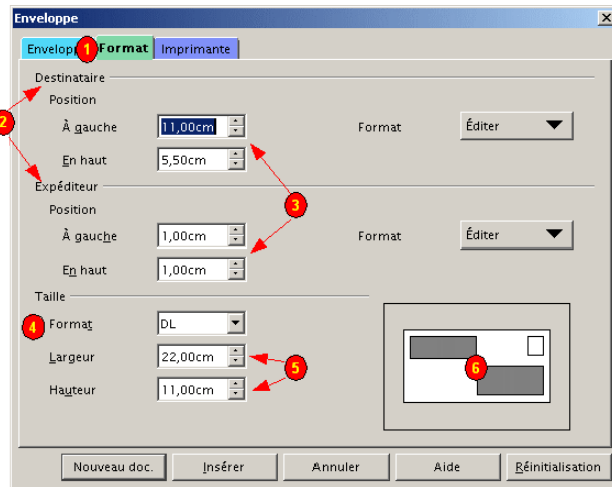 Enveloppe
Envelopp 1 Format Imprimante
Destinataire
Position
2
À gauche 11,00cm Format Éditer
En haut 5,50cm
Expéditeur
3
Position
À gauche 1,00cm Format Éditer
En haut 1,00cm
Taille
4 Format DL
Largeur 22,00cm
5 6
Hauteur 11,00cm
Nouveau doc. Insérer Annuler Aide Réinitialisation